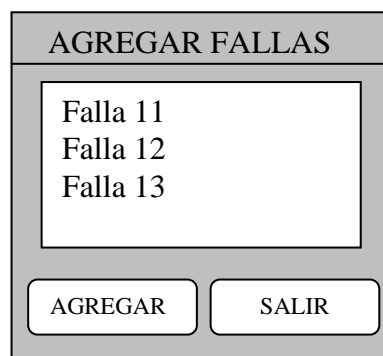 AGREGAR FALLAS
Falla 11
Falla 12
Falla 13
AGREGAR SALIR